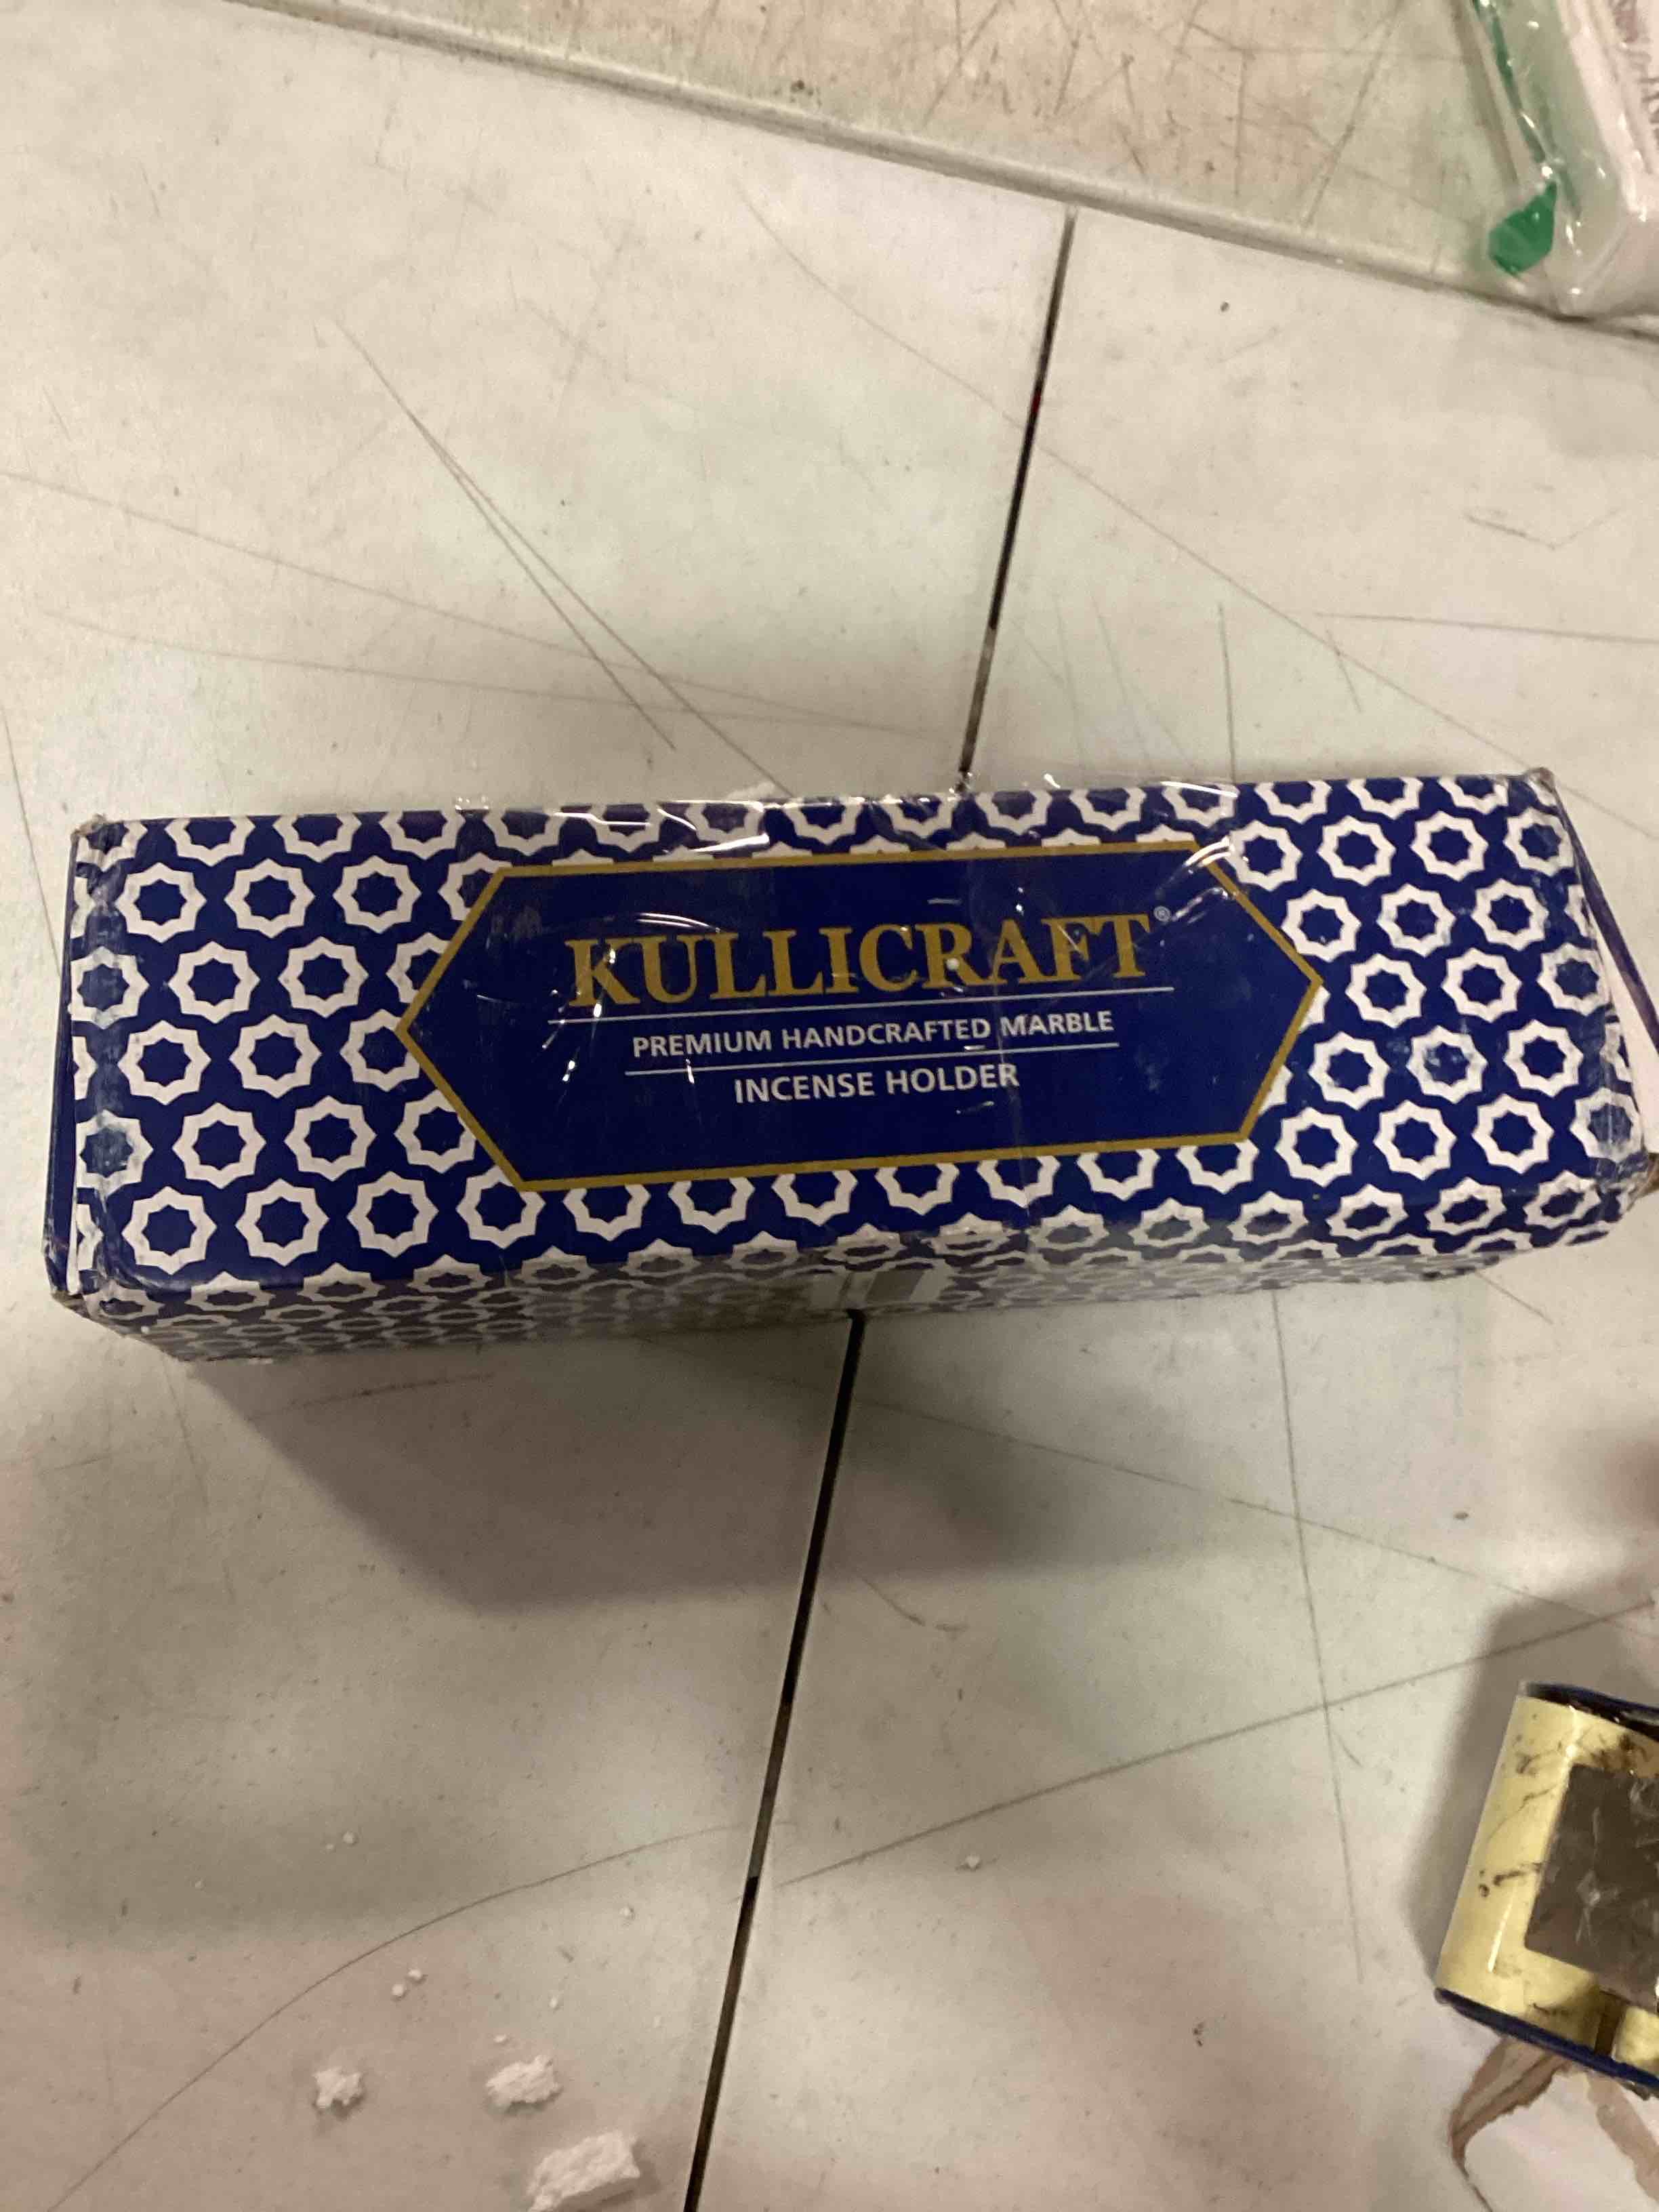 KULLICRAFT®
PREMIUM HANDCRAFTED MARBLE
INCENSE HOLDER